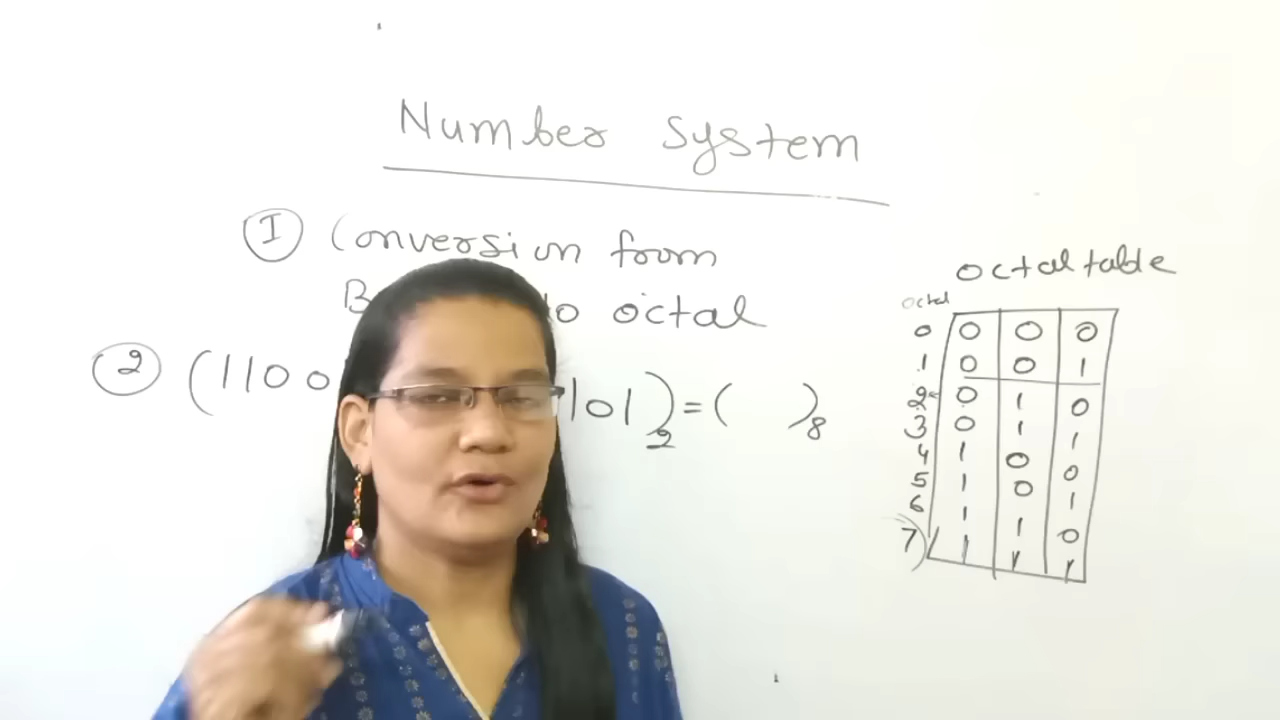 Number System
I Conversion from
to octal
2 (1100 101)2 = ( )8
octal table
octal
0 0 0 0
1 0 0 1
2 0 1 0
3 0 1 1
4 1 0 0
5 1 0 1
6 1 1 0
7 1 1 1